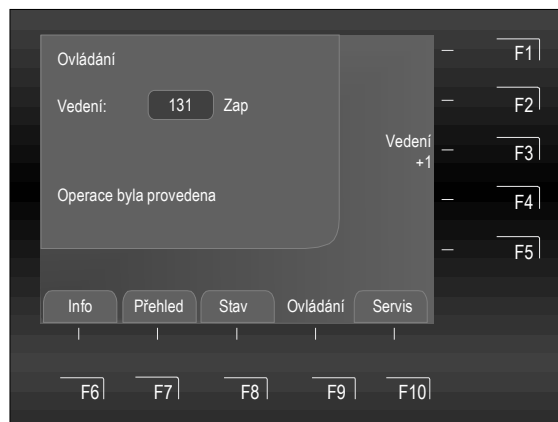 Ovládání
F1
Vedení: 131 Zap
F2
Vedení
+1
F3
Operace byla provedena
F4
F5
Info Přehled Stav Ovládání Servis
F6 F7 F8 F9 F10